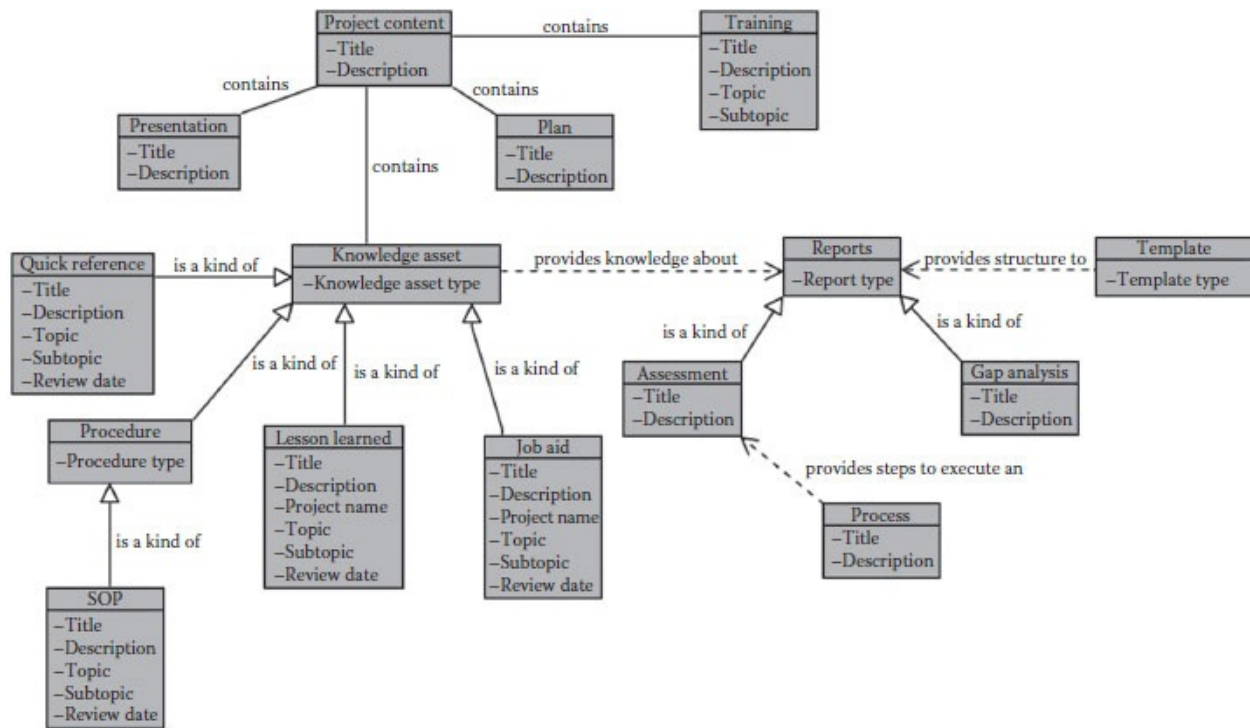 Project content
–Title
–Description
contains
Training
–Title
–Description
–Topic
–Subtopic
contains
Presentation
–Title
–Description
contains
Plan
–Title
–Description
contains
Quick reference
–Title
–Description
–Topic
–Subtopic
–Review date
is a kind of
Knowledge asset
–Knowledge asset type
provides knowledge about
Reports
–Report type
provides structure to
Template
–Template type
is a kind of
is a kind of
is a kind of
is a kind of
is a kind of
Assessment
–Title
–Description
Gap analysis
–Title
–Description
Procedure
–Procedure type
Lesson learned
–Title
–Description
–Project name
–Topic
–Subtopic
–Review date
Job aid
–Title
–Description
–Project name
–Topic
–Subtopic
–Review date
provides steps to execute an
Process
–Title
–Description
is a kind of
SOP
–Title
–Description
–Topic
–Subtopic
–Review date